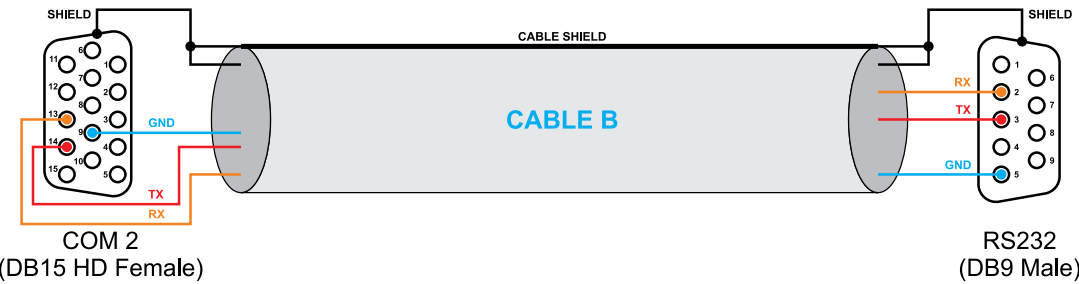 SHIELD
CABLE SHIELD
SHIELD
6
11
1
7
12
2
8
13
3
9
14
4
10
15
5
GND
TX
RX
CABLE B
RX
TX
GND
1
6
2
7
3
8
4
9
5
COM 2
(DB15 HD Female)
RS232
(DB9 Male)